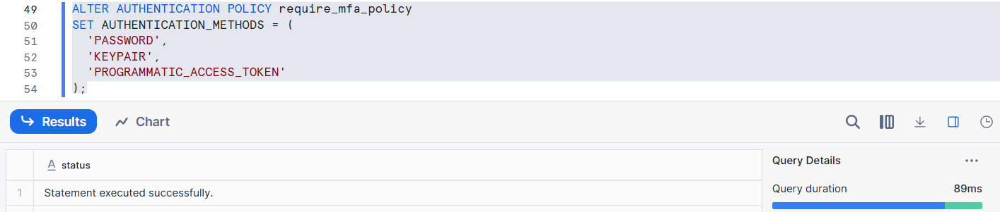 49 ALTER AUTHENTICATION POLICY require_mfa_policy
50 SET AUTHENTICATION_METHODS = (
51 'PASSWORD',
52 'KEYPAIR',
53 'PROGRAMMATIC_ACCESS_TOKEN'
54 );
Results Chart
A status
Query Details ...
1 Statement executed successfully.
Query duration 89ms